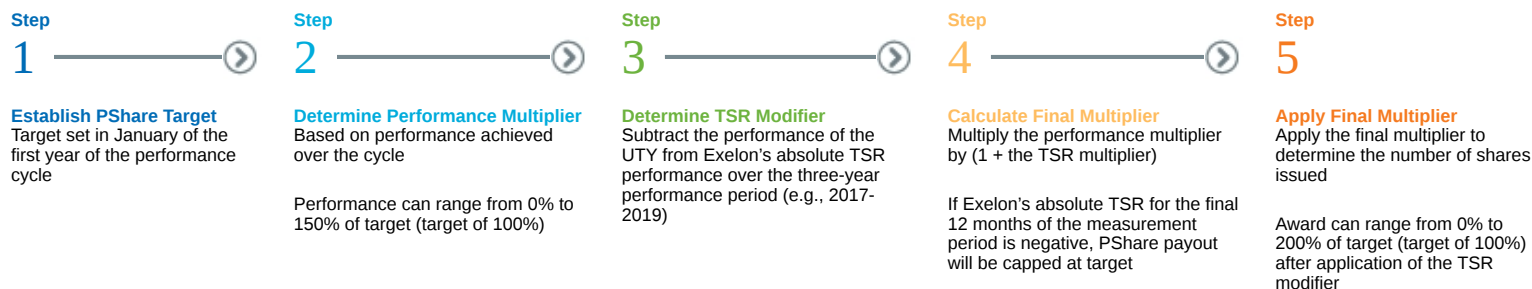 Step
1
Establish PShare Target
Target set in January of the
first year of the performance
cycle
Step
2
Determine Performance Multiplier
Based on performance achieved
over the cycle
Performance can range from 0% to
150% of target (target of 100%)
Step
3
Determine TSR Modifier
Subtract the performance of the
UTY from Exelon’s absolute TSR
performance over the three-year
performance period (e.g., 2017-
2019)
Step
4
Calculate Final Multiplier
Multiply the performance multiplier
by (1 + the TSR multiplier)
If Exelon’s absolute TSR for the final
12 months of the measurement
period is negative, PShare payout
will be capped at target
Step
5
Apply Final Multiplier
Apply the final multiplier to
determine the number of shares
issued
Award can range from 0% to
200% of target (target of 100%)
after application of the TSR
modifier